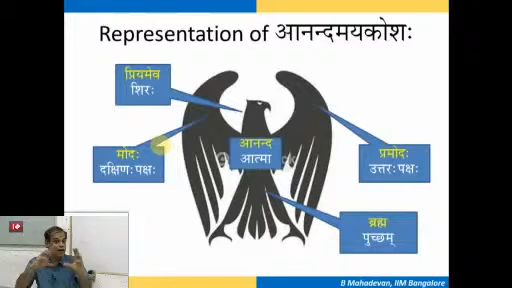 Representation of आनन्दमयकोशः
प्रियमेव
शिरः
मोदः
दक्षिणः पक्षः
आनन्द
आत्मा
प्रमोदः
उत्तरः पक्षः
ब्रह्म
पुच्छम्
B Mahadevan, IIM Bangalore